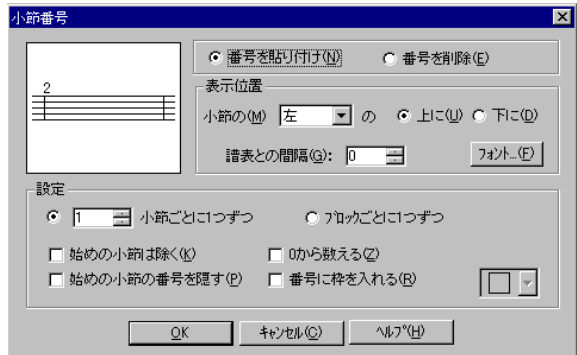 小節番号
番号を貼り付け(N) 番号を削除(E)
2
表示位置
小節の(M) 左 の 上に(U) 下に(D)
譜表との間隔(G): 0 フォント...(F)
設定
1 小節ごとに1つずつ ブロックごとに1つずつ
始めの小節は除く(K) 0から数える(Z)
始めの小節の番号を隠す(P) 番号に枠を入れる(R)
OK キャンセル(C) ヘルプ(H)